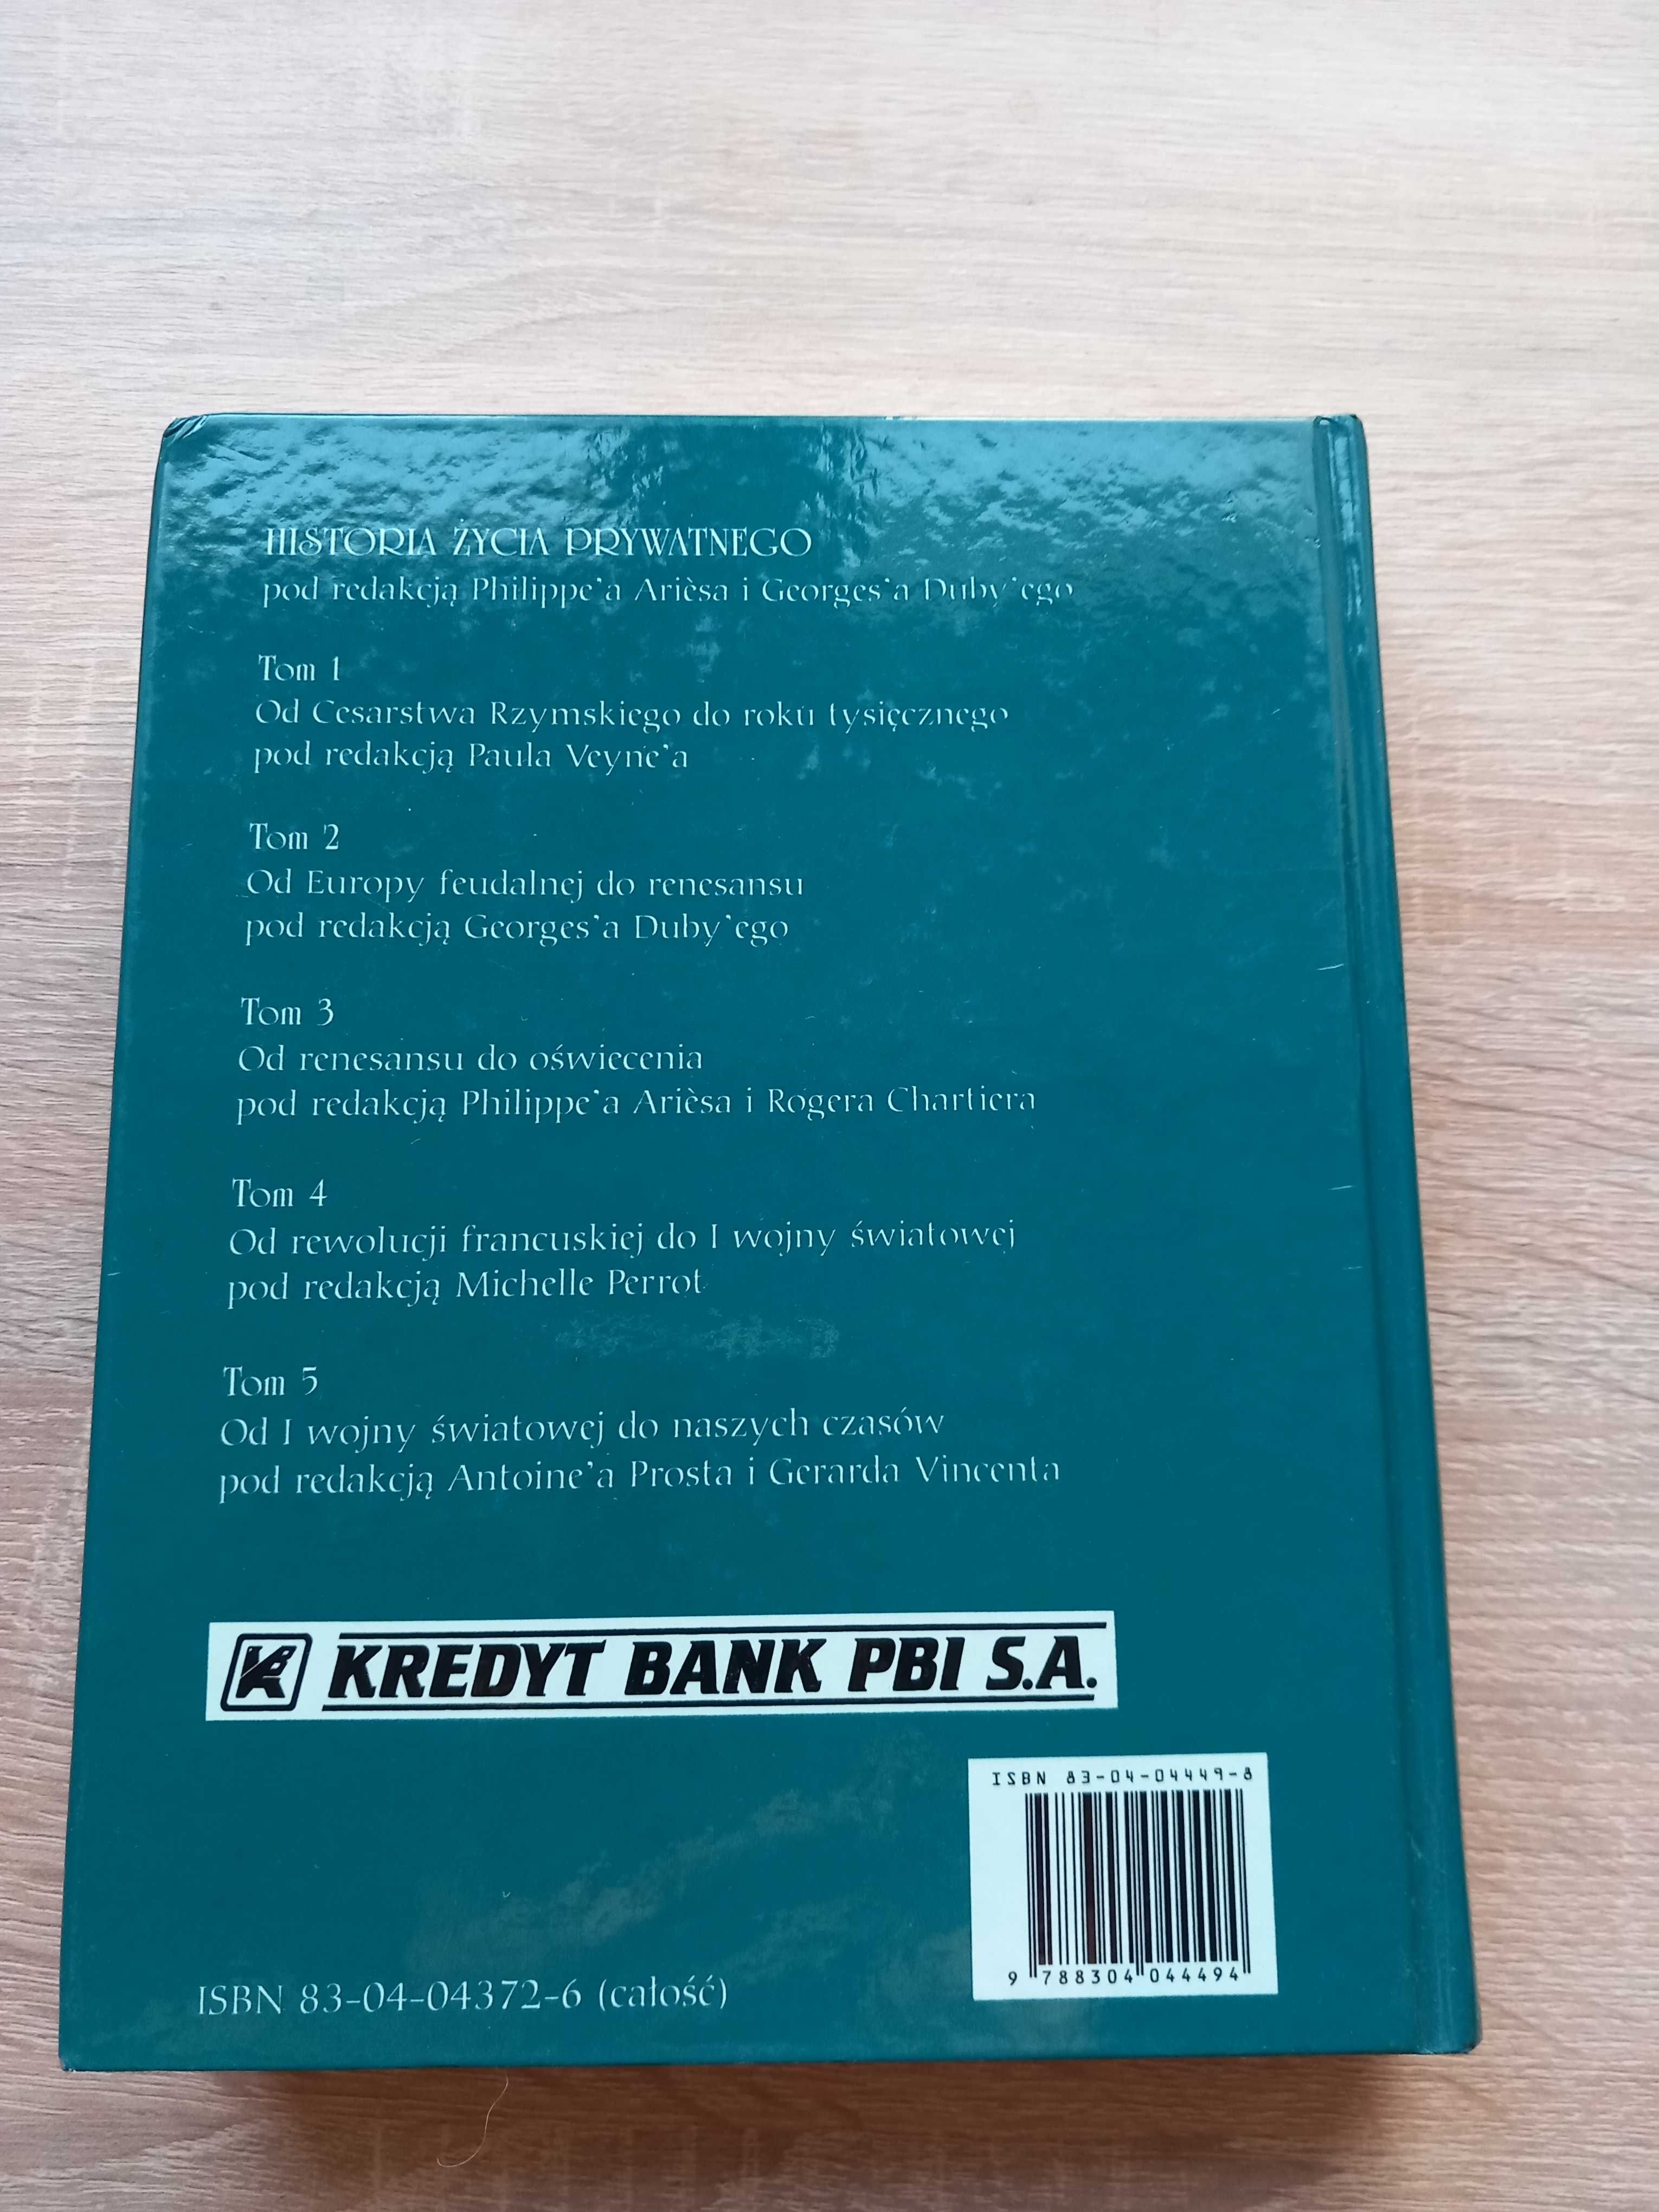 HISTORIA ŻYCIA PRYWATNEGO
pod redakcją Philippe'a Arièsa i Georges'a Duby'ego
Tom 1
Od Cesarstwa Rzymskiego do roku tysięcznego
pod redakcją Paula Veyne'a
Tom 2
Od Europy feudalnej do renesansu
pod redakcją Georges'a Duby'ego
Tom 3
Od renesansu do oświecenia
pod redakcją Philippe'a Arièsa i Rogera Chartiera
Tom 4
Od rewolucji francuskiej do I wojny światowej
pod redakcją Michelle Perrot
Tom 5
Od I wojny światowej do naszych czasów
pod redakcją Antoine'a Prosta i Gerarda Vincenta
KREDYT BANK PBI S.A.
ISBN 83-04-04449-8
9 788304 044494
ISBN 83-04-04372-6 (całość)